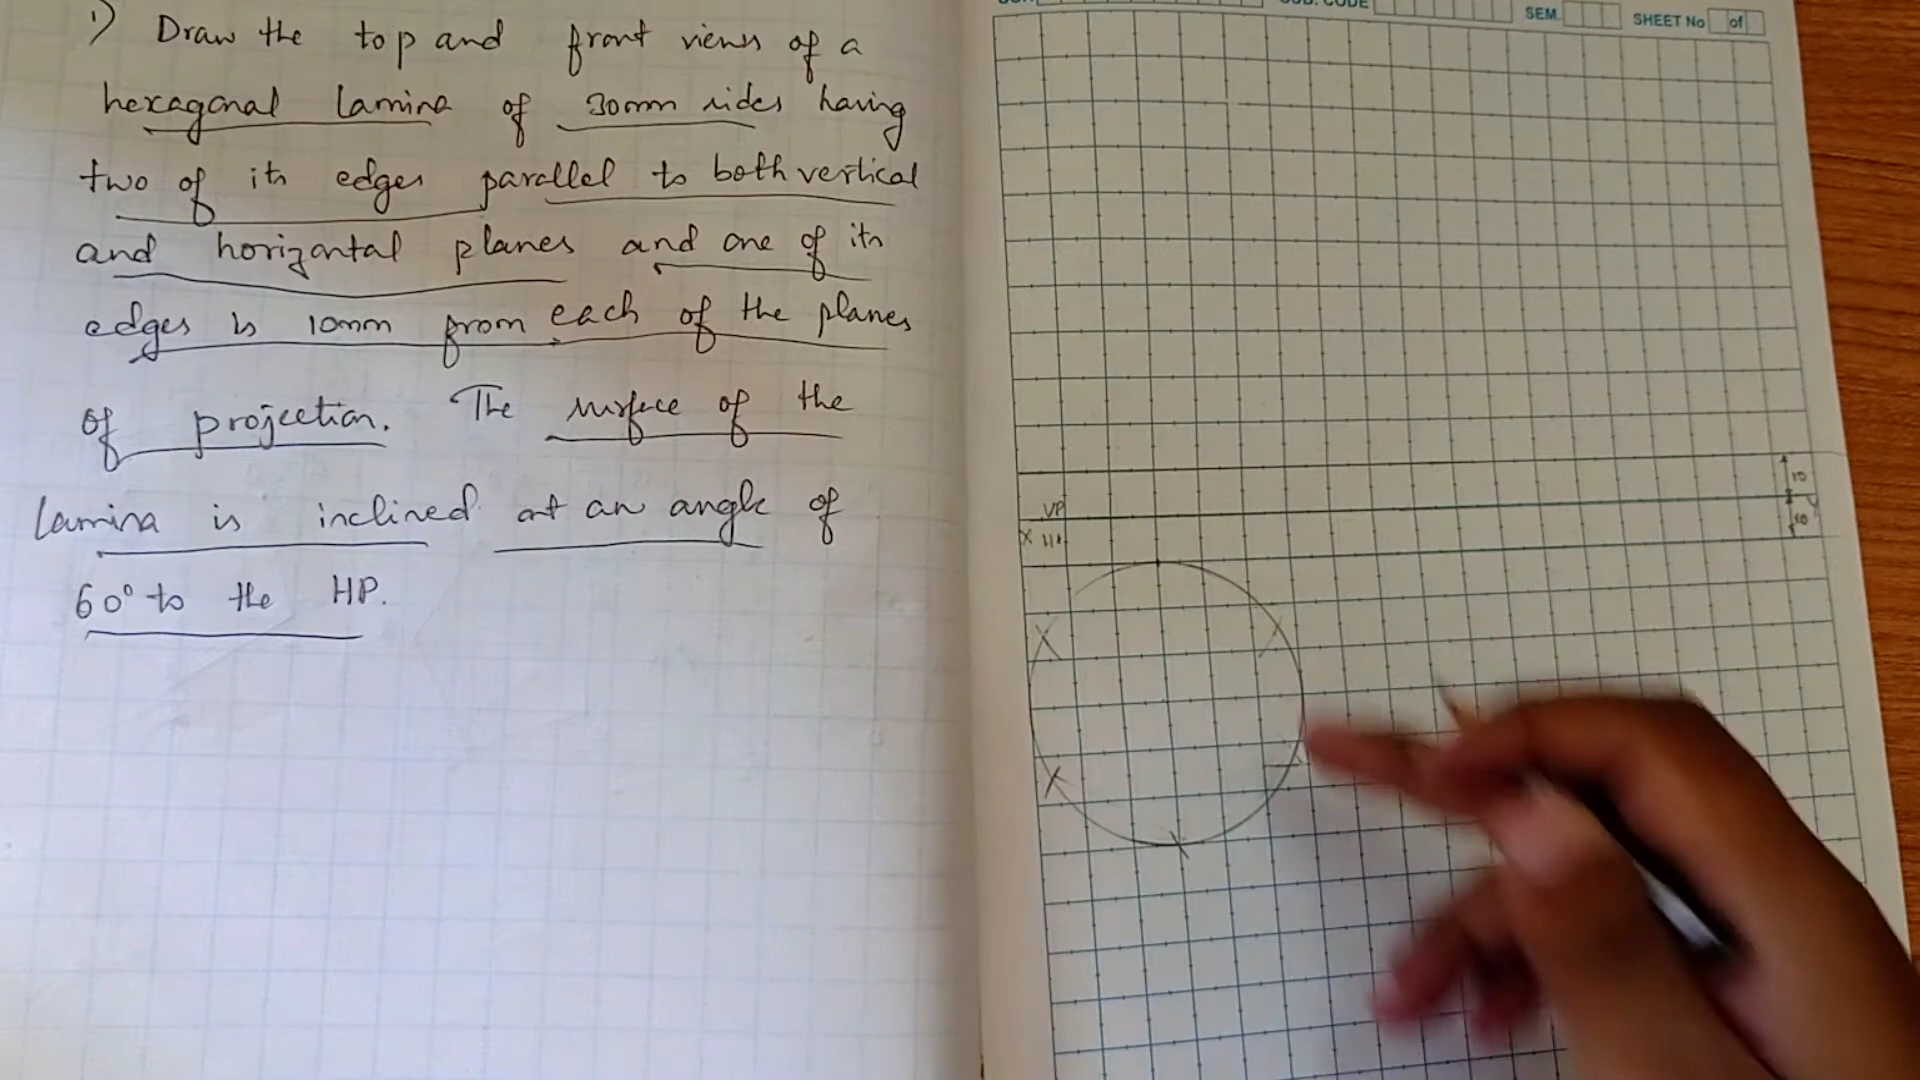 1) Draw the top and front views of a
hexagonal lamina of 30mm sides having
two of its edges parallel to both vertical
and horizontal planes and one of its
edges is 10mm from each of the planes
of projection. The surface of the
lamina is inclined at an angle of
60° to the HP.
SUB. CODE
SEM.
SHEET No of
10
VP
X
10